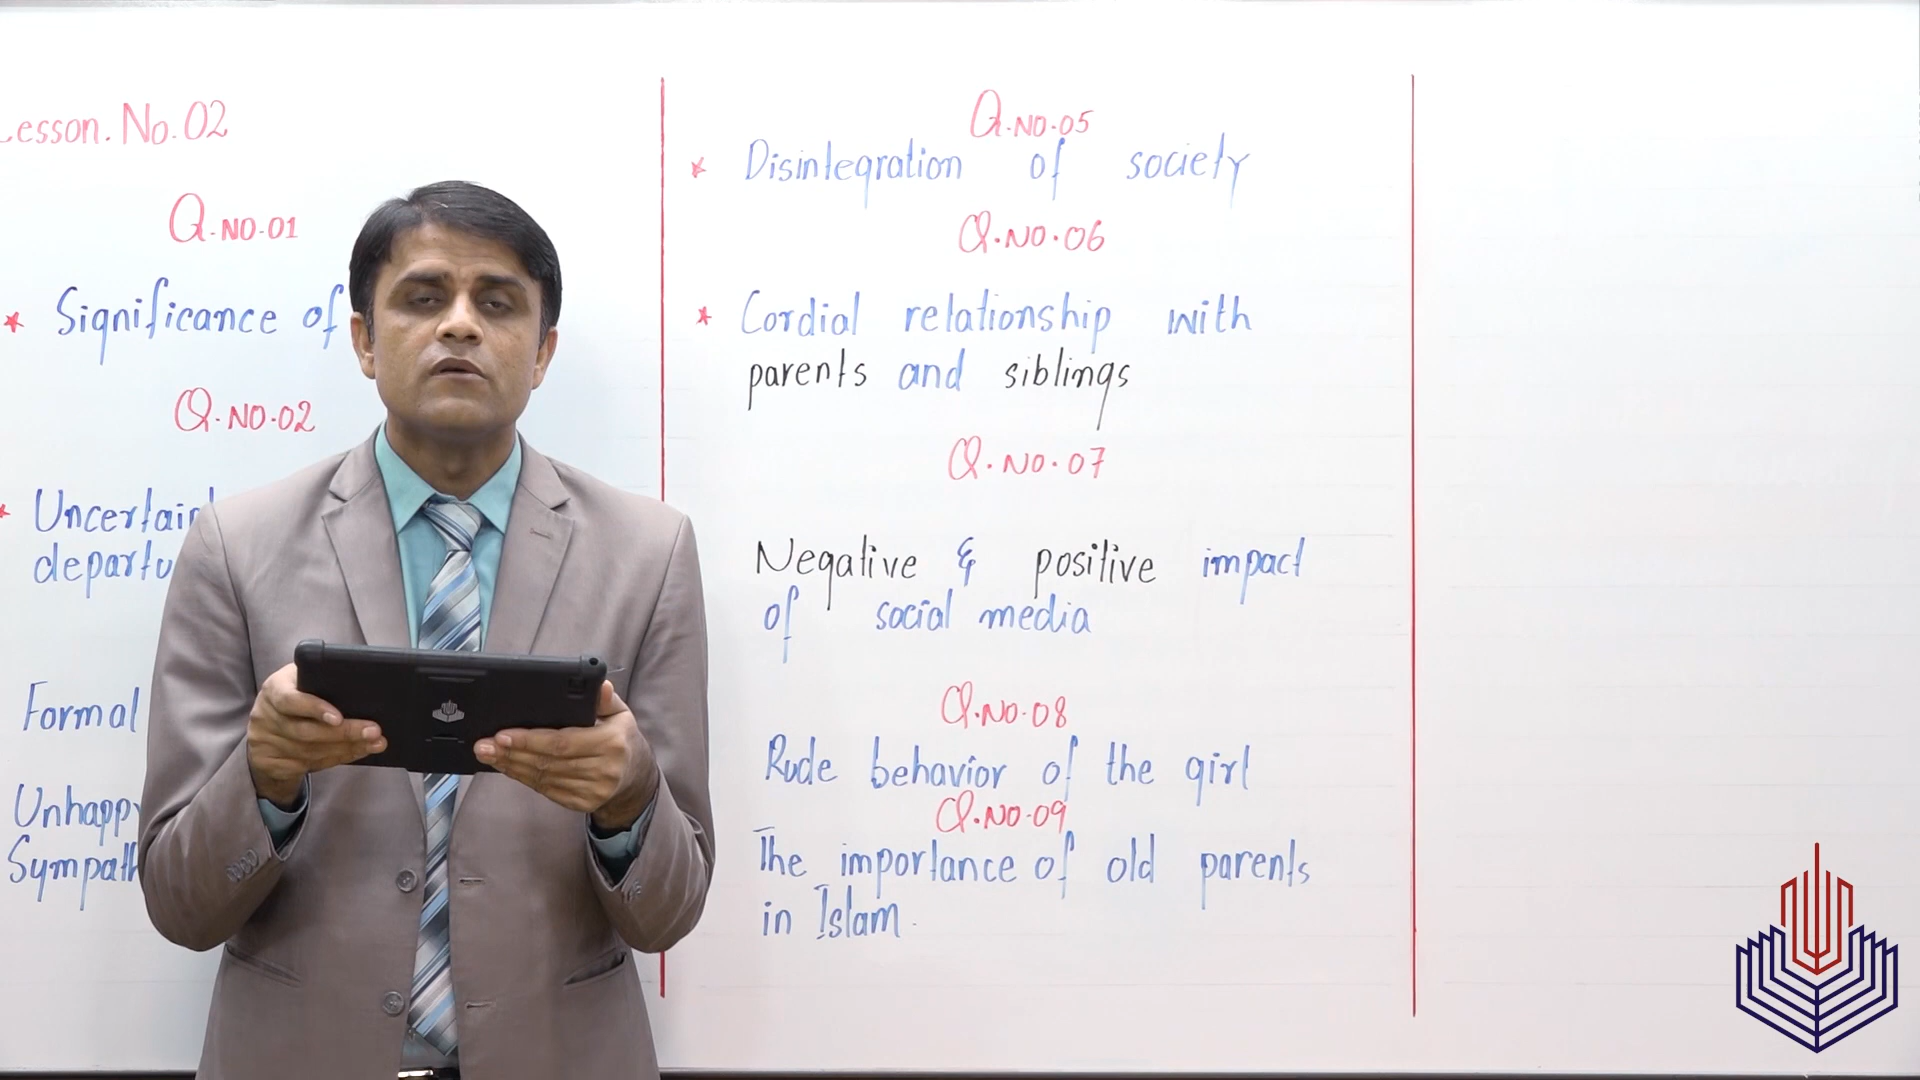 Lesson. No. 02
Q. NO. 01
* Significance of
Q. NO. 02
* Uncertain
departu
Formal
Unhappy
Sympath
Q. NO. 05
* Disintegration of society
Q. NO. 06
* Cordial relationship with
parents and siblings
Q. NO. 07
Negative & positive impact
of social media
Q. NO. 08
Rude behavior of the girl
Q. NO. 09
The importance of old parents
in Islam.